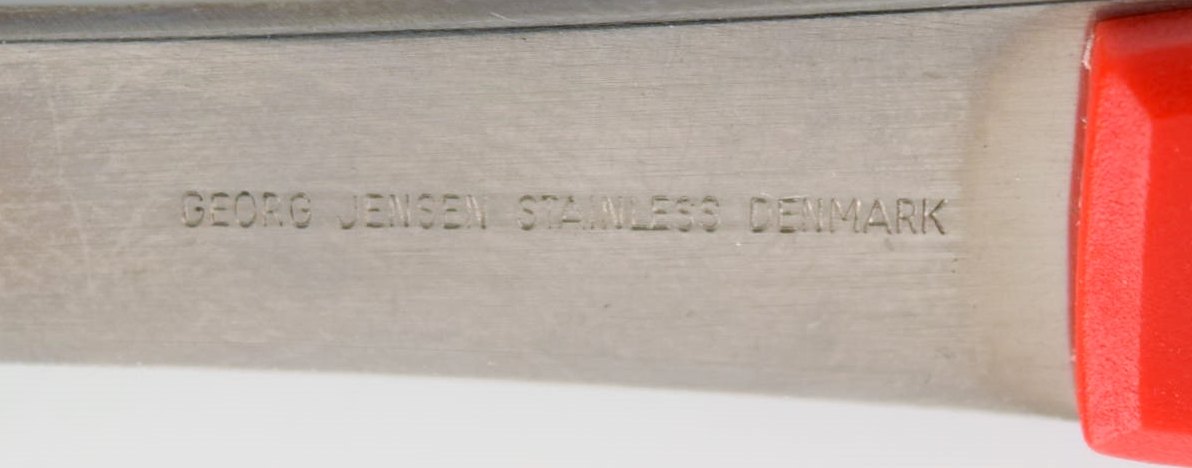 GEORG JENSEN STAINLESS DENMARK